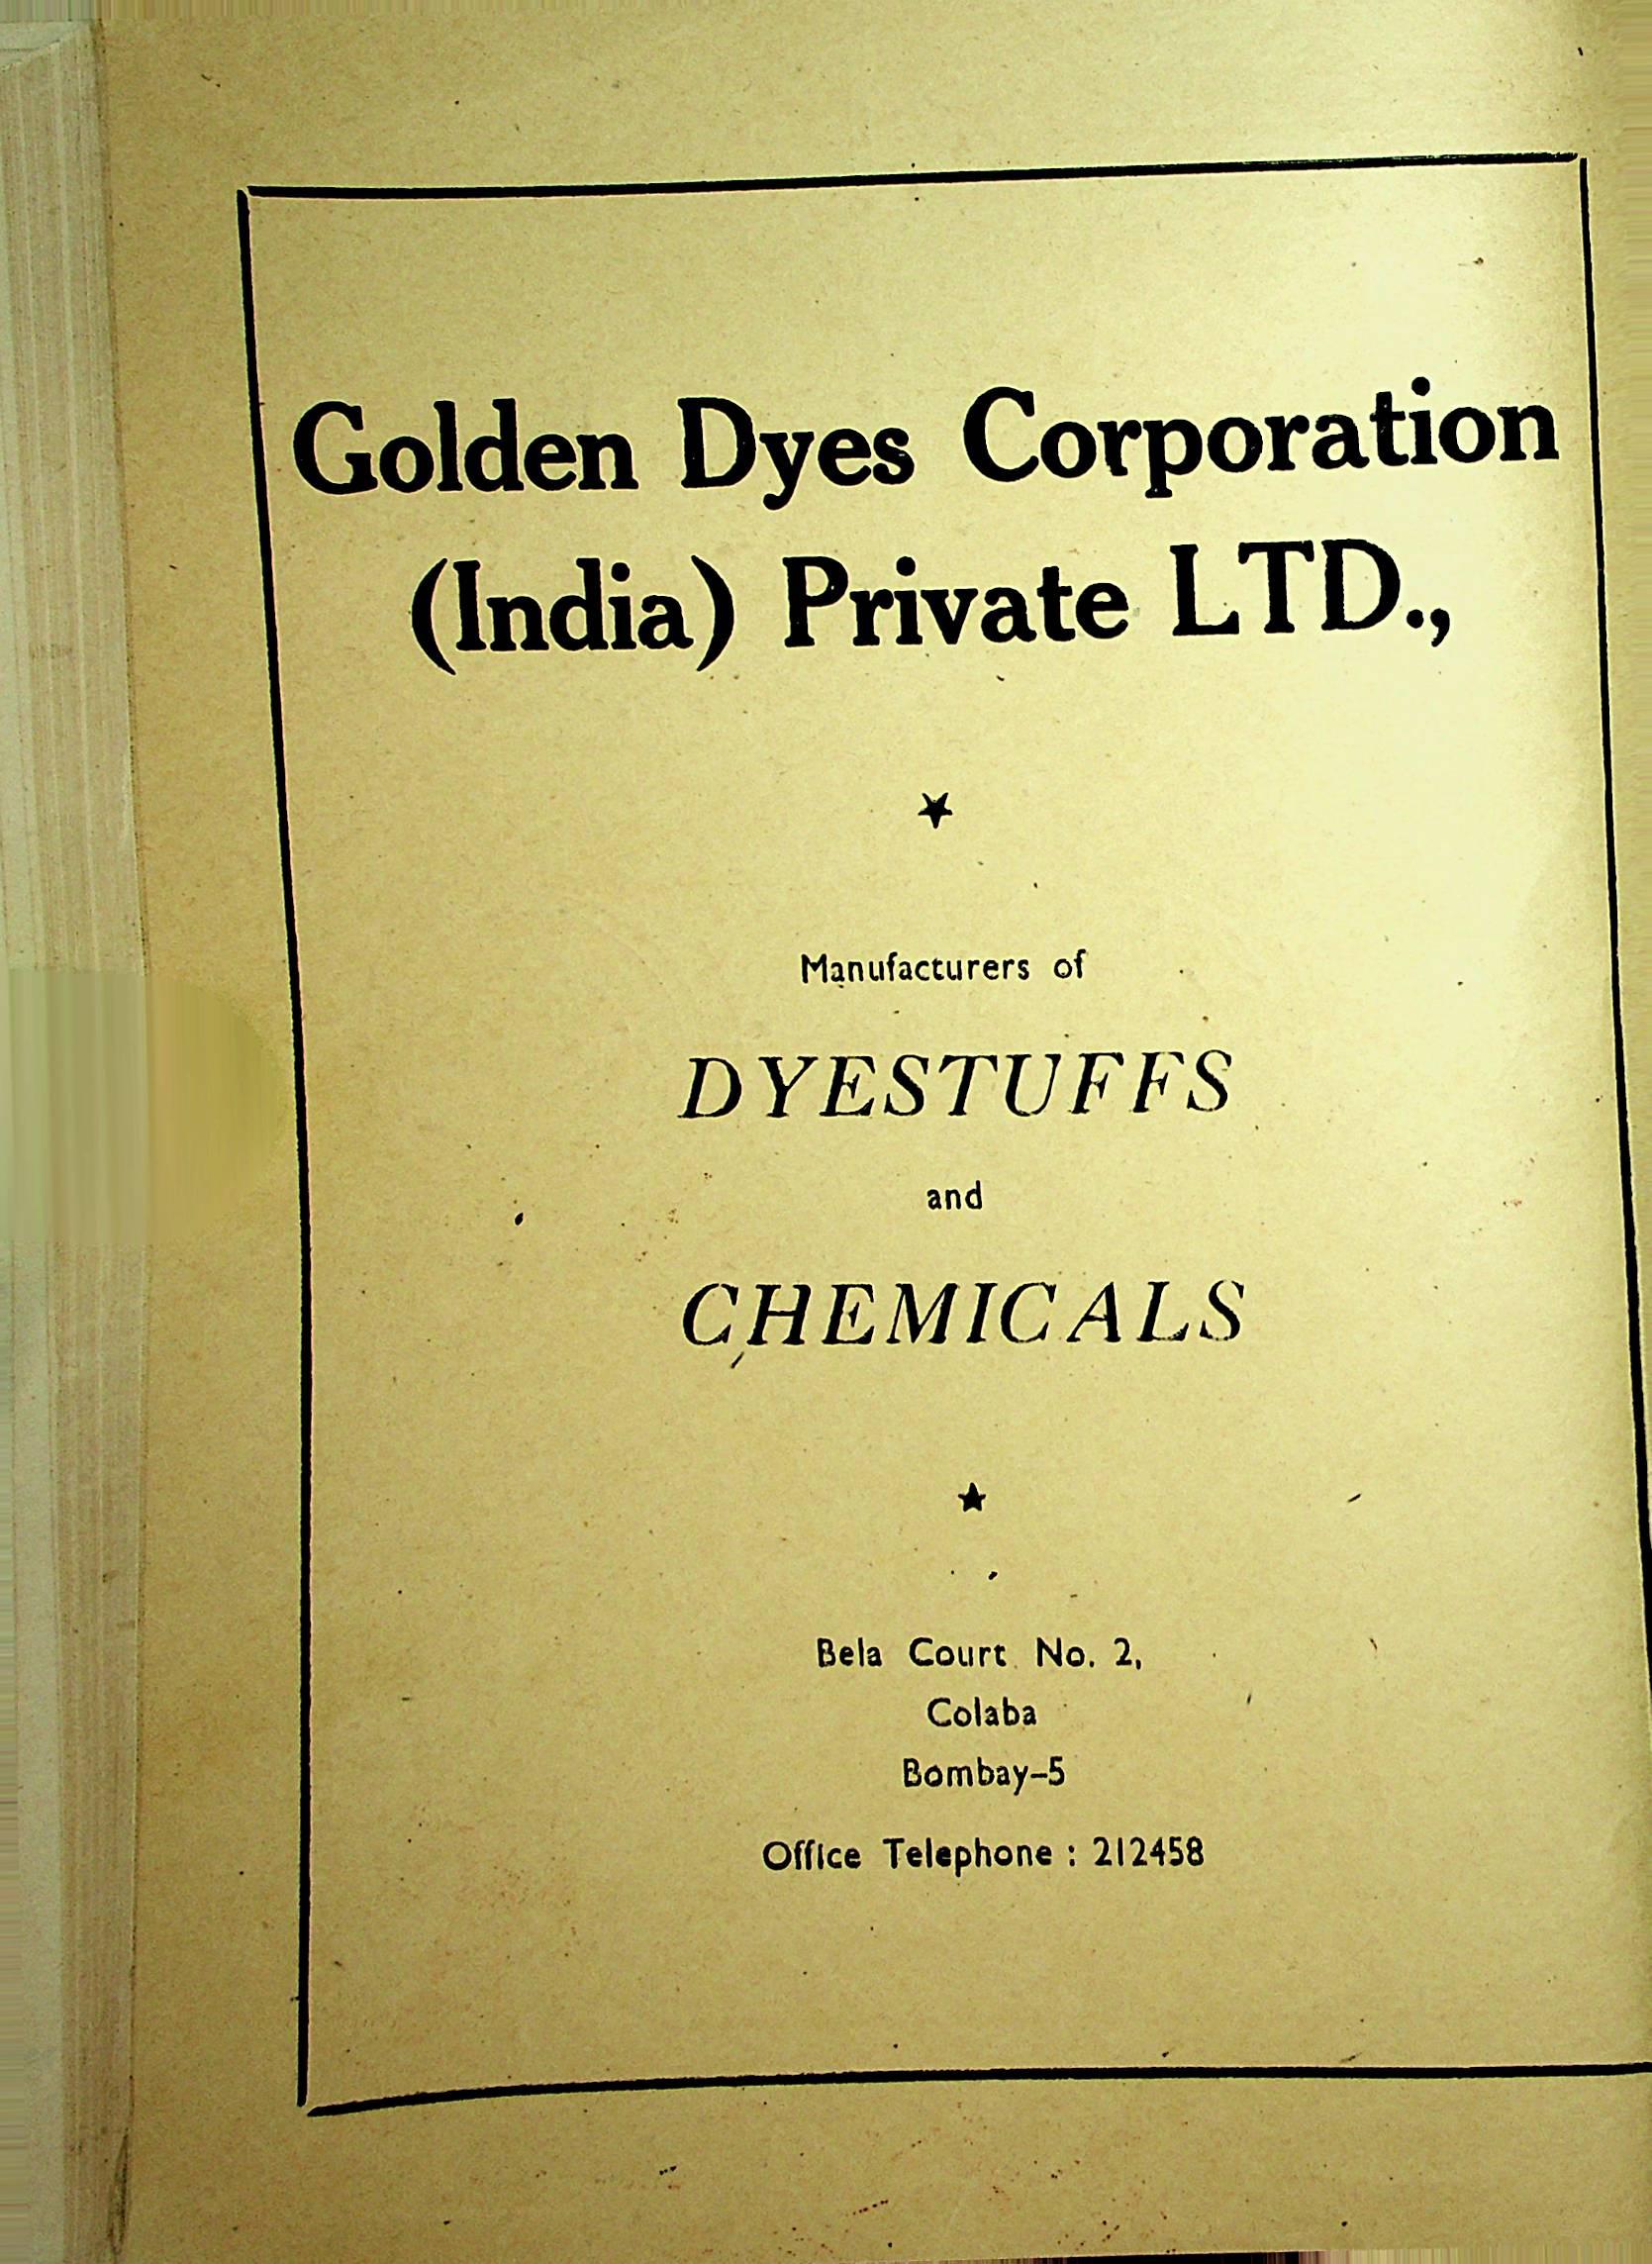 Golden Dyes Corporation
(India) Private LTD.,
Manufacturers of
DYESTUFFS
and
CHEMICALS
Bela Court No. 2,
Colaba
Bombay-5
Office Telephone : 212458